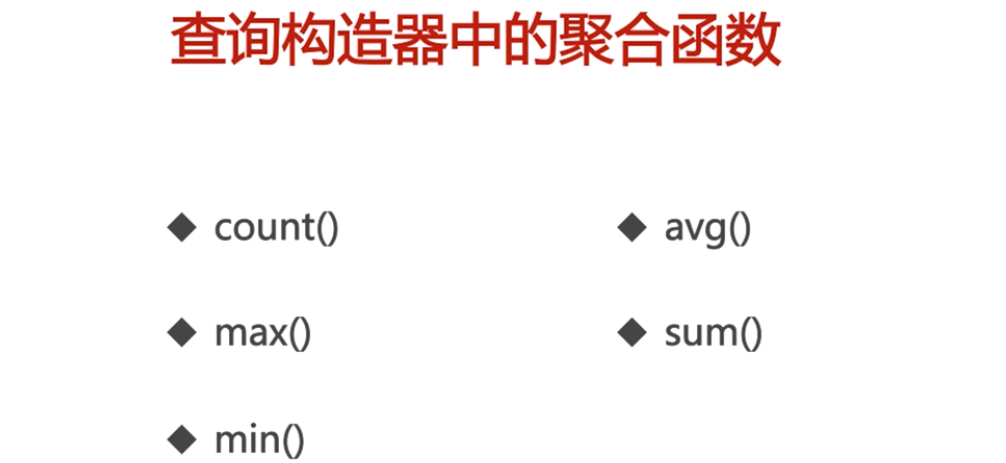 查询构造器中的聚合函数
◆ count()
◆ avg()
◆ max()
◆ sum()
◆ min()